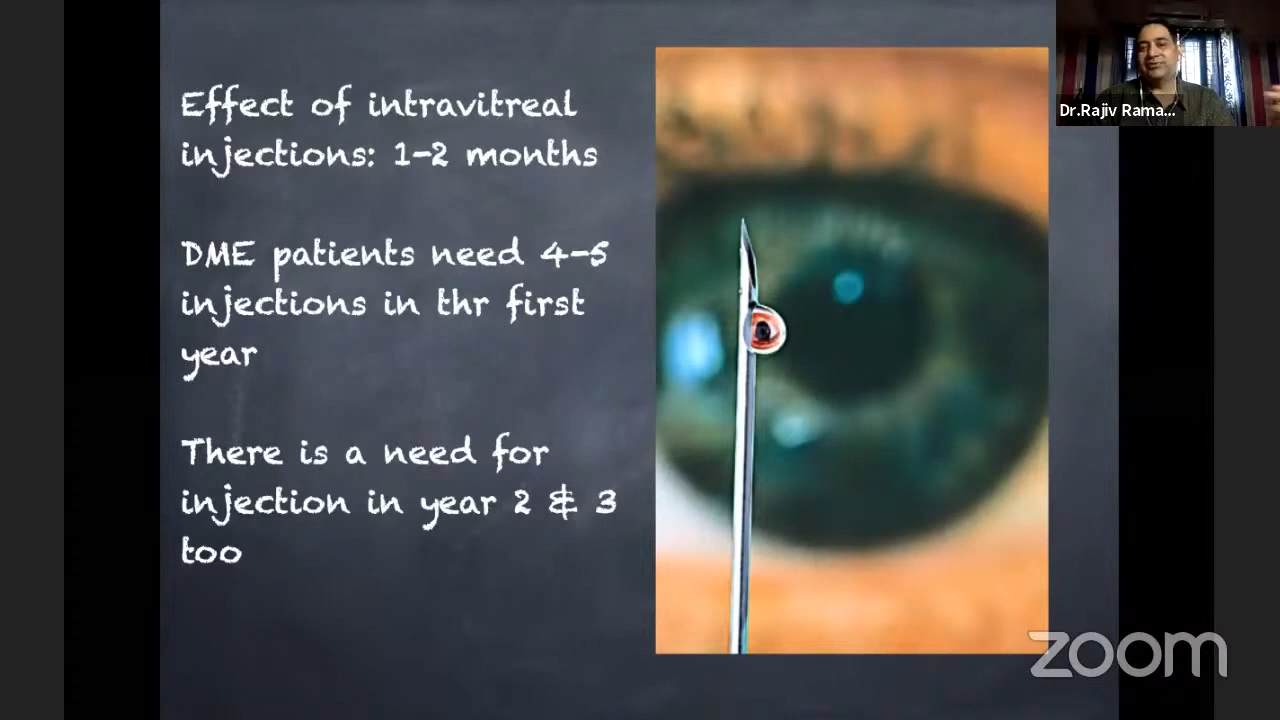 Effect of intravitreal
injections: 1-2 months
DME patients need 4-5
injections in thr first
year
There is a need for
injection in year 2 & 3
too
Dr.Rajiv Rama...
zoom